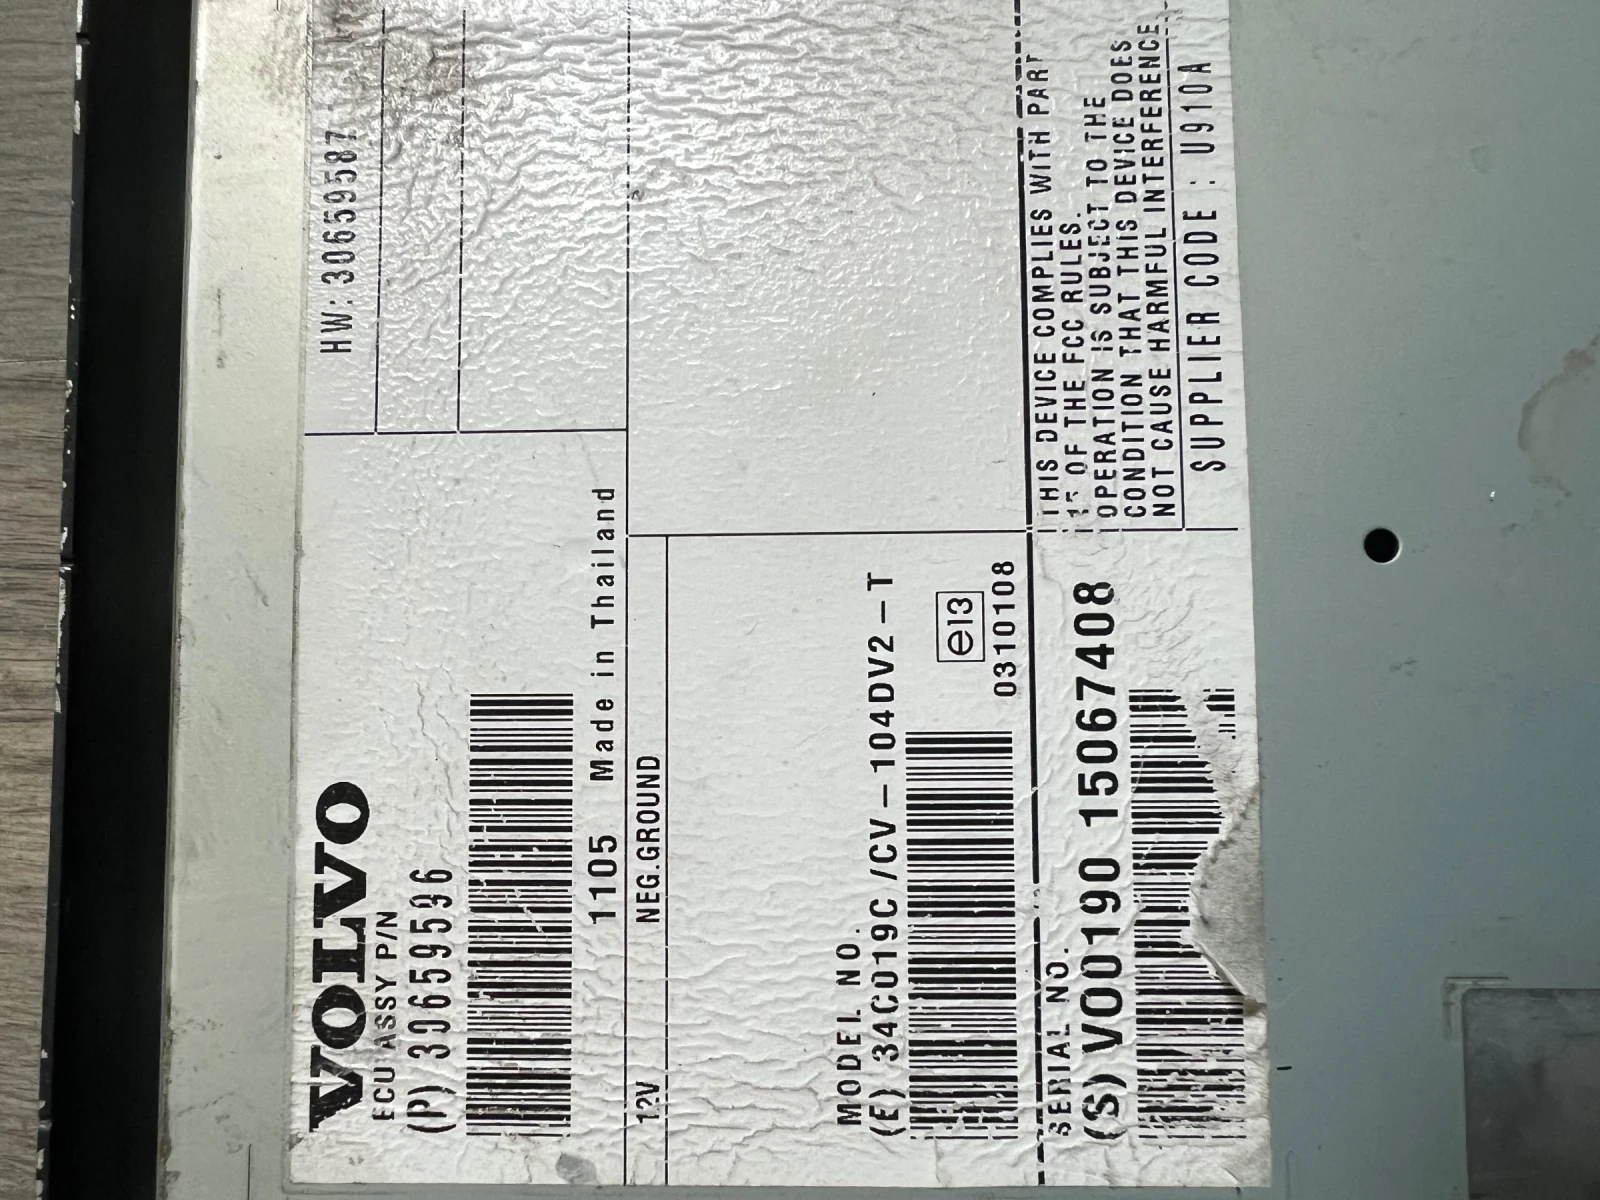 VOLVO
ECU ASSY P/N
(P) 30659596
HW: 30659587
1105 Made in Thailand
12V NEG.GROUND
MODEL NO.
(E) 34C0019C /CV-104DV2-T
e13
0310108
SERIAL NO.
(S) V00190 15067408
THIS DEVICE COMPLIES WITH PART
15 OF THE FCC RULES.
OPERATION IS SUBJECT TO THE
CONDITION THAT THIS DEVICE DOES
NOT CAUSE HARMFUL INTERFERENCE
SUPPLIER CODE : U910A